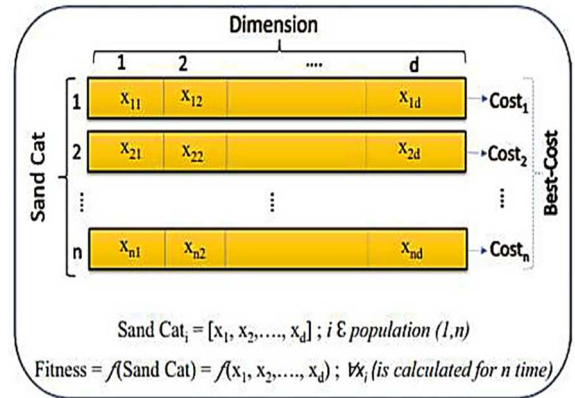 Dimension
1 2 .... d
1 x11 x12 x1d Cost1
2 x21 x22 x2d Cost2
Sand Cat
Best-Cost
n xn1 xn2 xnd Costn
Sand Cati = [x1, x2,...., xd] ; i Ɛ population (1,n)
Fitness = f(Sand Cat) = f(x1, x2,...., xd) ; ∀xi (is calculated for n time)